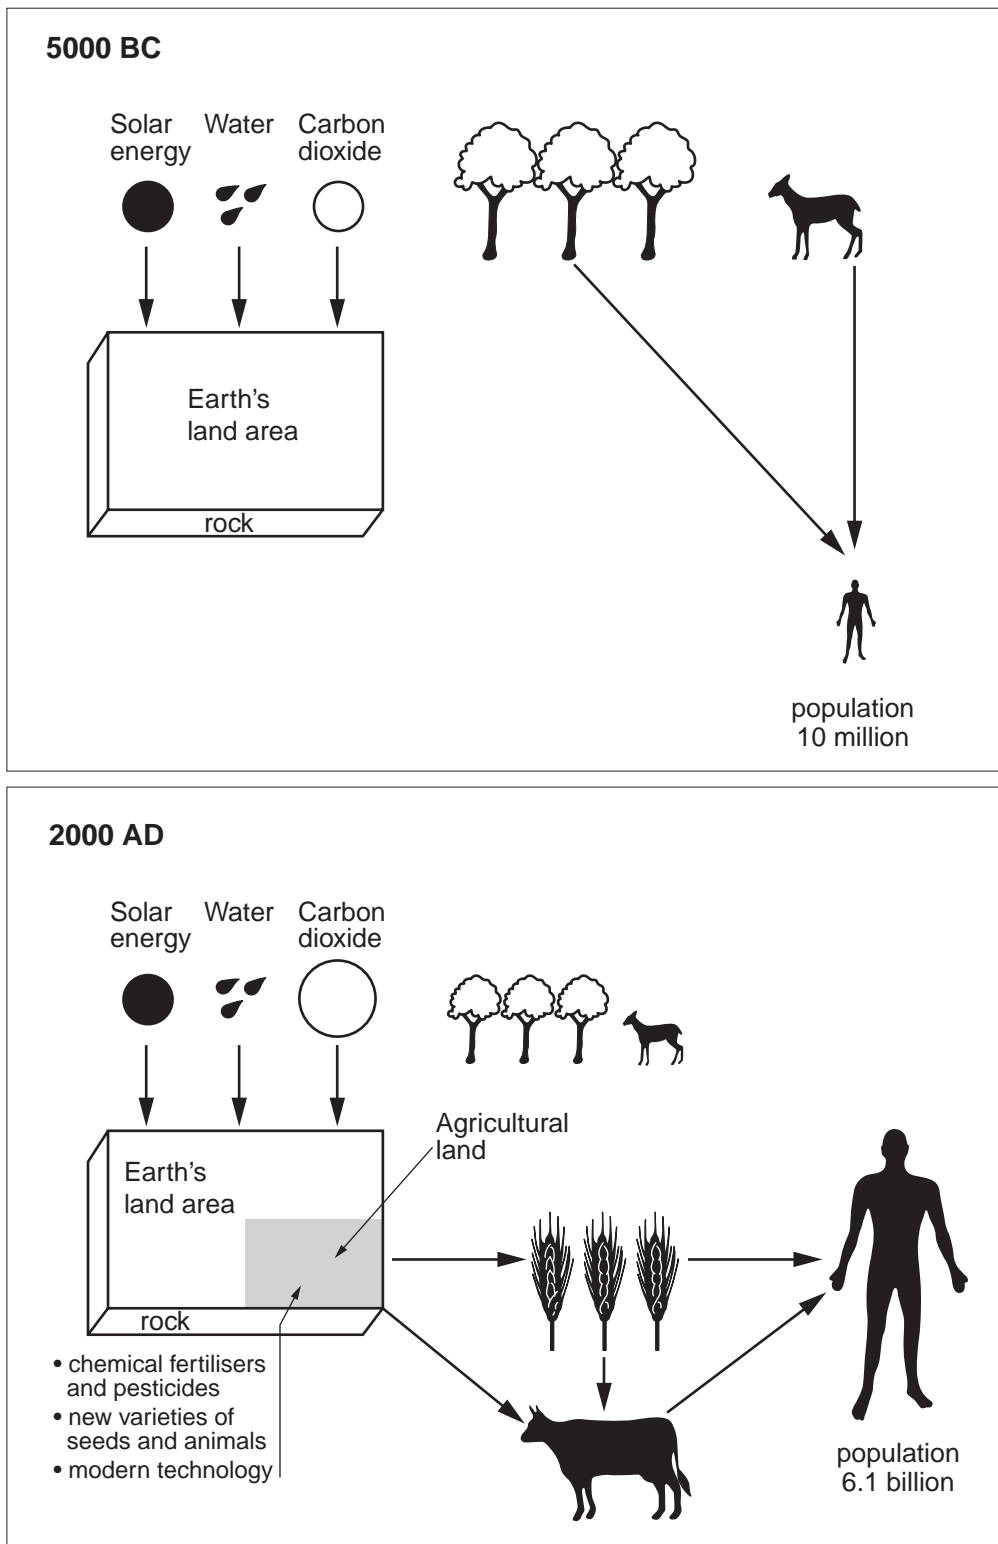 5000 BC
Solar
energy
Water
Carbon
dioxide
Earth’s
land area
rock
population
10 million
2000 AD
Solar
energy
Water
Carbon
dioxide
Agricultural
land
Earth’s
land area
rock
• chemical fertilisers
and pesticides
• new varieties of
seeds and animals
• modern technology
population
6.1 billion